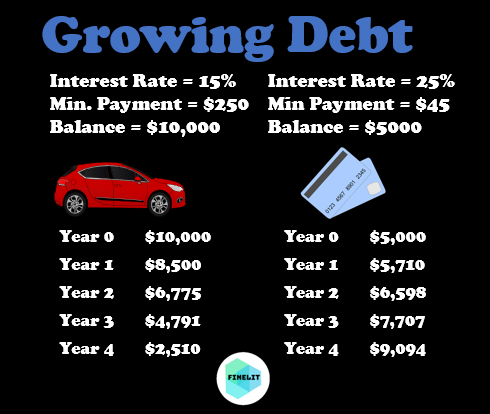 Growing Debt
Interest Rate = 15%
Min. Payment = $250
Balance = $10,000
Interest Rate = 25%
Min Payment = $45
Balance = $5000
0123 4567 8901 2345
Year 0 $10,000
Year 1 $8,500
Year 2 $6,775
Year 3 $4,791
Year 4 $2,510
Year 0 $5,000
Year 1 $5,710
Year 2 $6,598
Year 3 $7,707
Year 4 $9,094
FINELIT